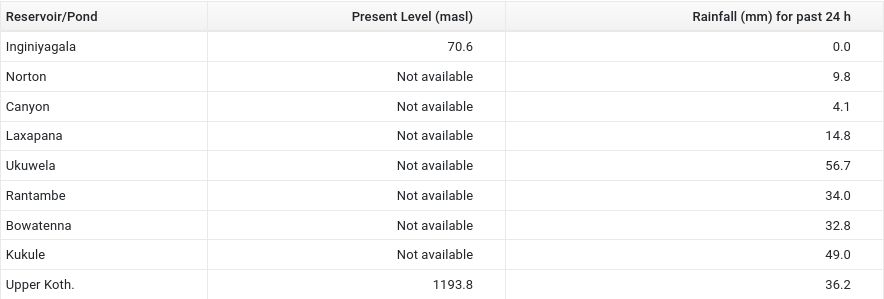 Reservoir/Pond Present Level (masl) Rainfall (mm) for past 24 h
Inginiyagala 70.6 0.0
Norton Not available 9.8
Canyon Not available 4.1
Laxapana Not available 14.8
Ukuwela Not available 56.7
Rantambe Not available 34.0
Bowatenna Not available 32.8
Kukule Not available 49.0
Upper Koth. 1193.8 36.2